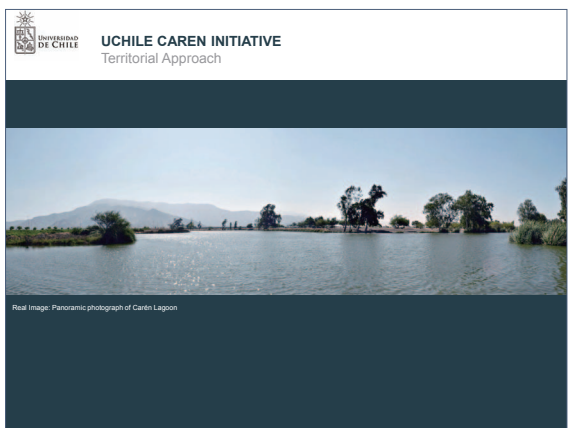 UNIVERSIDAD
DE CHILE
UCHILE CAREN INITIATIVE
Territorial Approach
Real Image: Panoramic photograph of Carén Lagoon